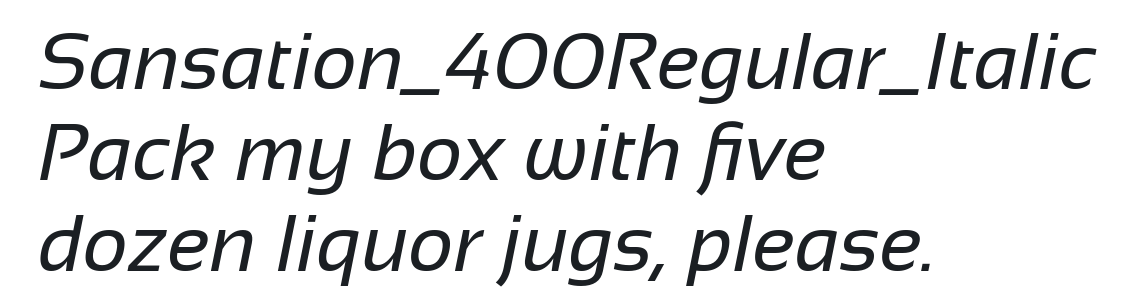 Sansation_400Regular_Italic
Pack my box with five
dozen liquor jugs, please.